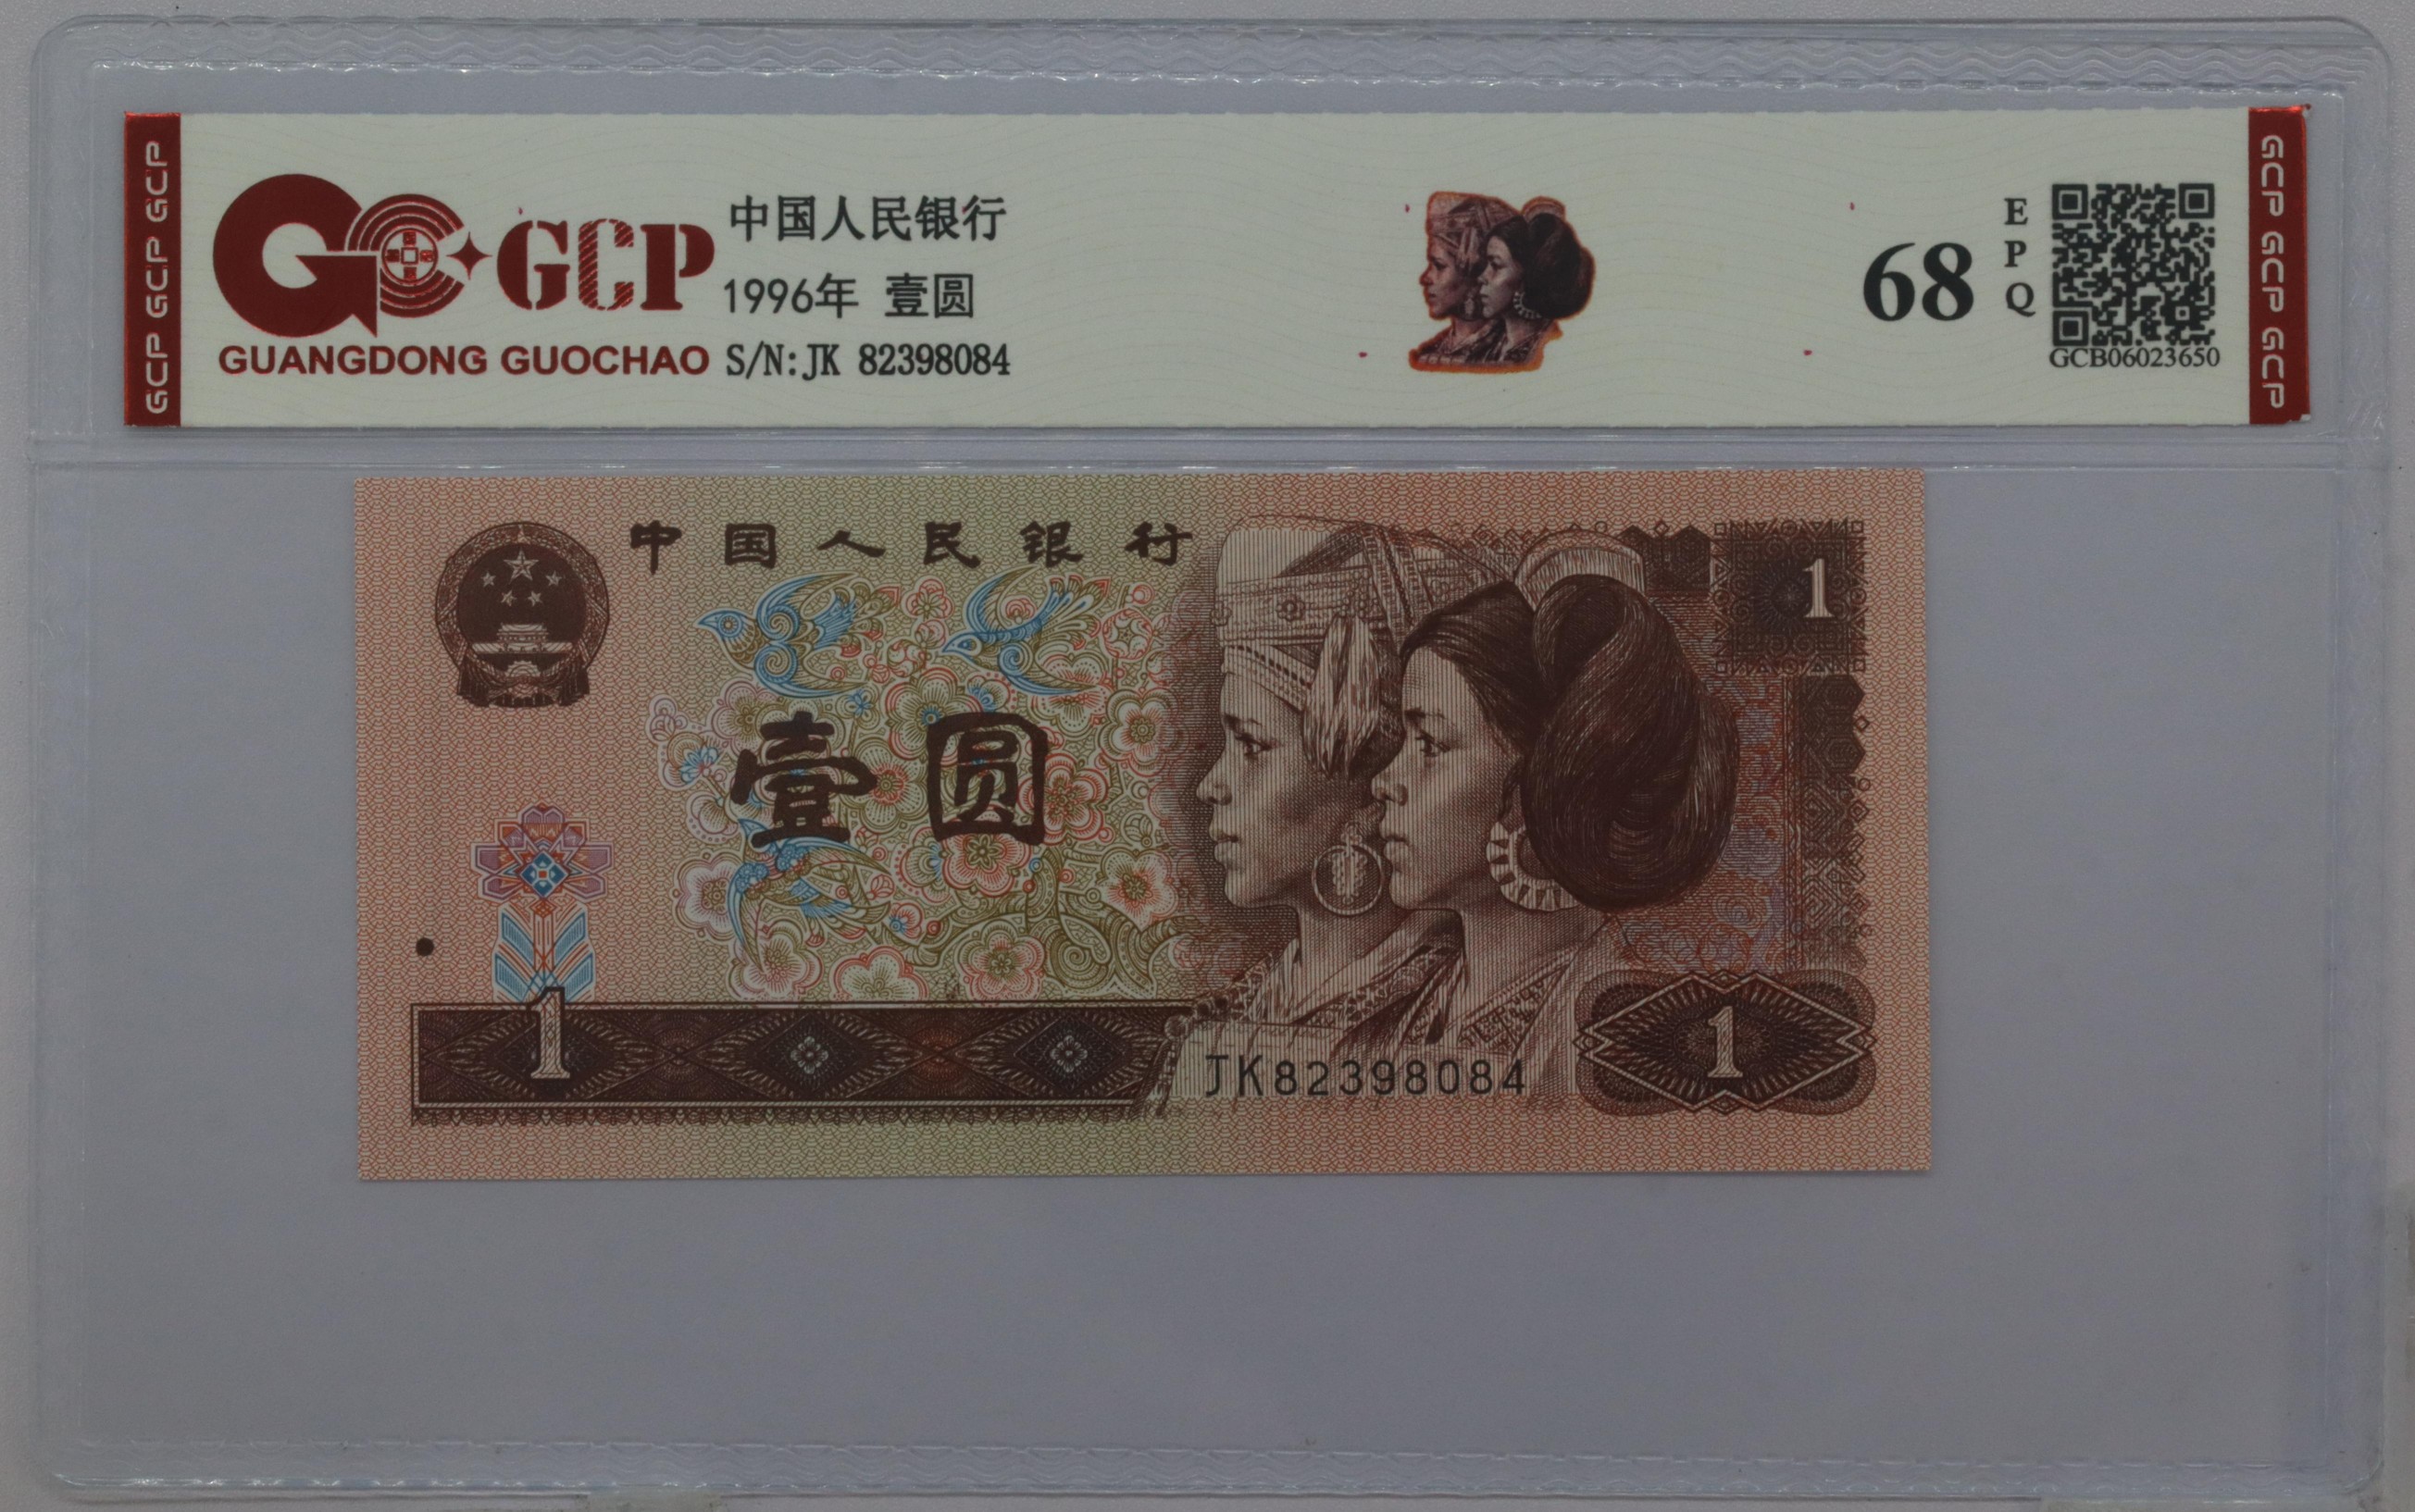 GCP GCP GCP
GCP
GUANGDONG GUOCHAO
中国人民银行
1996年 壹圆
S/N:JK 82398084
68
EPQ
GCB06023650
GCP GCP GCP
中国人民银行
1
壹圆
1
1
JK82398084